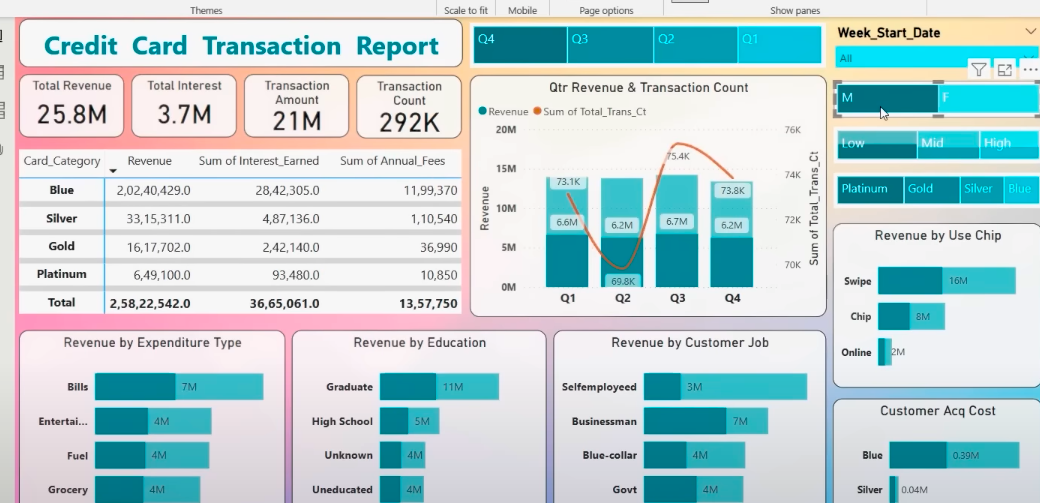 Themes
Scale to fit
Mobile
Page options
Show panes
Credit Card Transaction Report
Q4
Q3
Q2
Q1
Week_Start_Date
All
Total Revenue
25.8M
Total Interest
3.7M
Transaction
Amount
21M
Transaction
Count
292K
M
F
Low
Mid
High
Platinum
Gold
Silver
Blue
Card_Category Revenue Sum of Interest_Earned Sum of Annual_Fees
Blue 2,02,40,429.0 28,42,305.0 11,99,370
Silver 33,15,311.0 4,87,136.0 1,10,540
Gold 16,17,702.0 2,42,140.0 36,990
Platinum 6,49,100.0 93,480.0 10,850
Total 2,58,22,542.0 36,65,061.0 13,57,750
Qtr Revenue & Transaction Count
Revenue Sum of Total_Trans_Ct
20M
15M
10M
5M
0M
Revenue
76K
74K
72K
70K
Sum of Total_Trans_Ct
73.1K
69.8K
75.4K
73.8K
6.6M
6.2M
6.7M
6.2M
Q1
Q2
Q3
Q4
Revenue by Use Chip
Swipe 16M
Chip 8M
Online 2M
Revenue by Expenditure Type
Bills 7M
Entertai... 4M
Fuel 4M
Grocery 4M
Revenue by Education
Graduate 11M
High School 5M
Unknown 4M
Uneducated 4M
Revenue by Customer Job
Selfemployeed 3M
Businessman 7M
Blue-collar 4M
Govt 4M
Customer Acq Cost
Blue 0.39M
Silver 0.04M